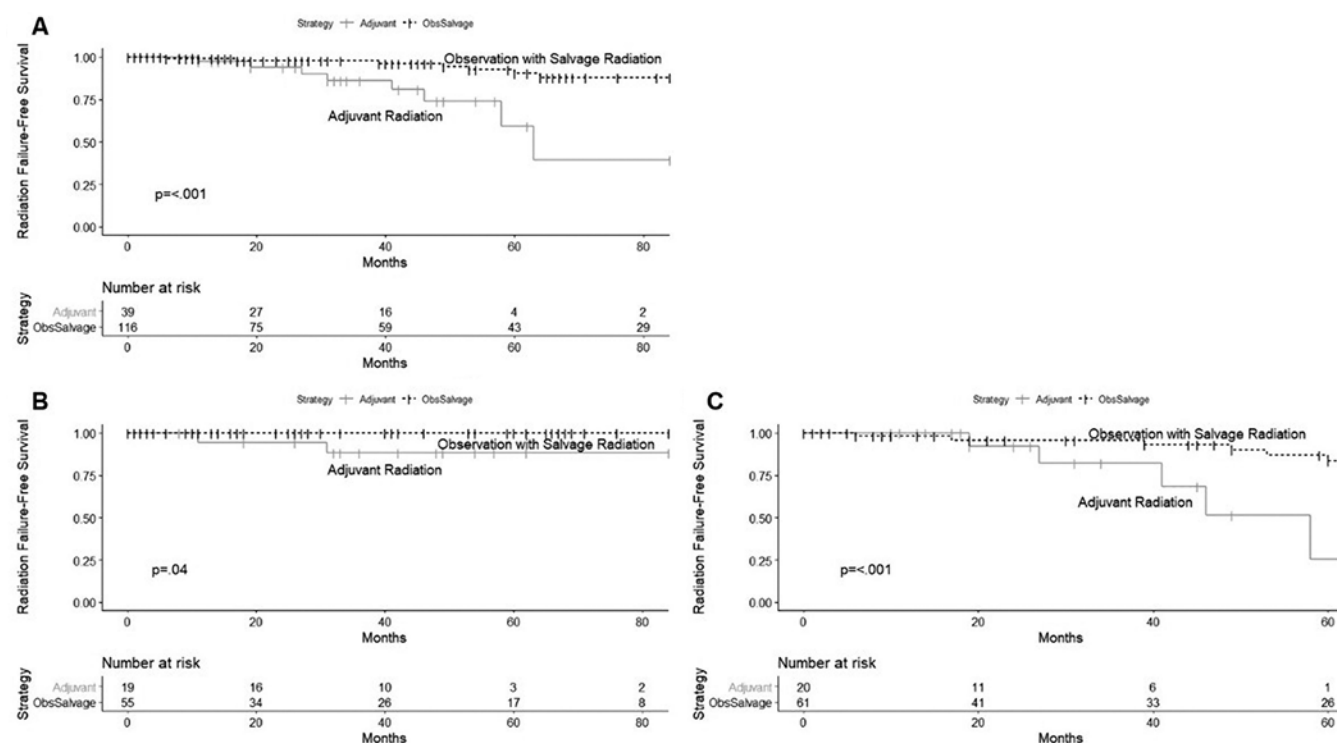 A
Strategy Adjuvant ObsSalvage
Radiation Failure-Free Survival
1.00
0.75
0.50
0.25
0.00
Observation with Salvage Radiation
Adjuvant Radiation
p=<.001
0 20 40 60 80
Months
Number at risk
Strategy
Adjuvant 39 27 16 4 2
ObsSalvage 116 75 59 43 29
0 20 40 60 80
Months
B
Strategy Adjuvant ObsSalvage
Radiation Failure-Free Survival
1.00
0.75
0.50
0.25
0.00
Observation with Salvage Radiation
Adjuvant Radiation
p=.04
0 20 40 60 80
Months
Number at risk
Strategy
Adjuvant 19 16 10 3 2
ObsSalvage 55 34 26 17 8
0 20 40 60 80
Months
C
Strategy Adjuvant ObsSalvage
Radiation Failure-Free Survival
1.00
0.75
0.50
0.25
0.00
Observation with Salvage Radiation
Adjuvant Radiation
p=<.001
0 20 40 60
Months
Number at risk
Strategy
Adjuvant 20 11 6 1
ObsSalvage 61 41 33 26
0 20 40 60
Months